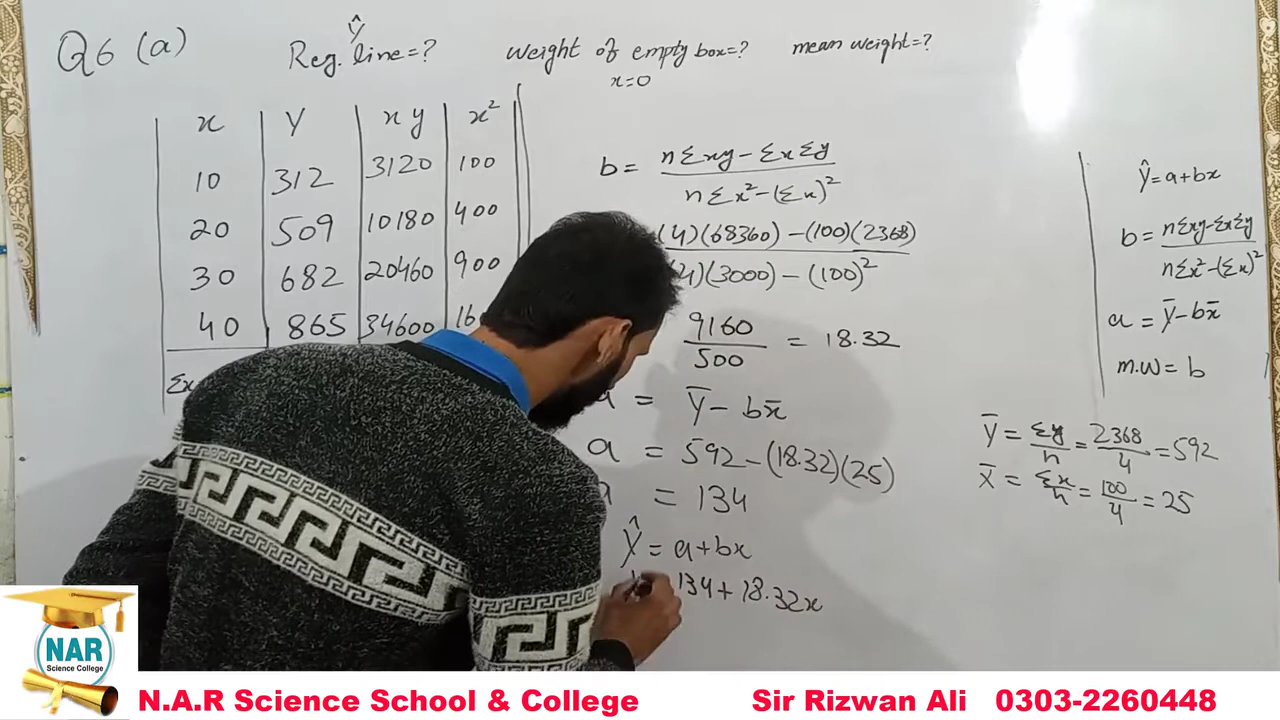 Q6 (a)
Reg. line Ŷ=?
weight of empty box=?
x=0
mean weight=?
x Y xy x²
10 312 3120 100
20 509 10180 400
30 682 20460 900
40 865 34600
Σx
b = nΣxy-ΣxΣy / nΣx²-(Σx)²
(4)(68360)-(100)(2368) / (4)(3000)-(100)²
9160 / 500 = 18.32
a = Ȳ - bx̄
a = 592-(18.32)(25)
a = 134
Ŷ = a+bx
134+18.32x
Ŷ=a+bx
b = nΣxy-ΣxΣy / nΣx²-(Σx)²
a = Ȳ-bx̄
m.w = b
Ȳ = Σy/n = 2368/4 = 592
X̄ = Σx/n = 100/4 = 25
NAR
Science College
N.A.R Science School & College
Sir Rizwan Ali 0303-2260448